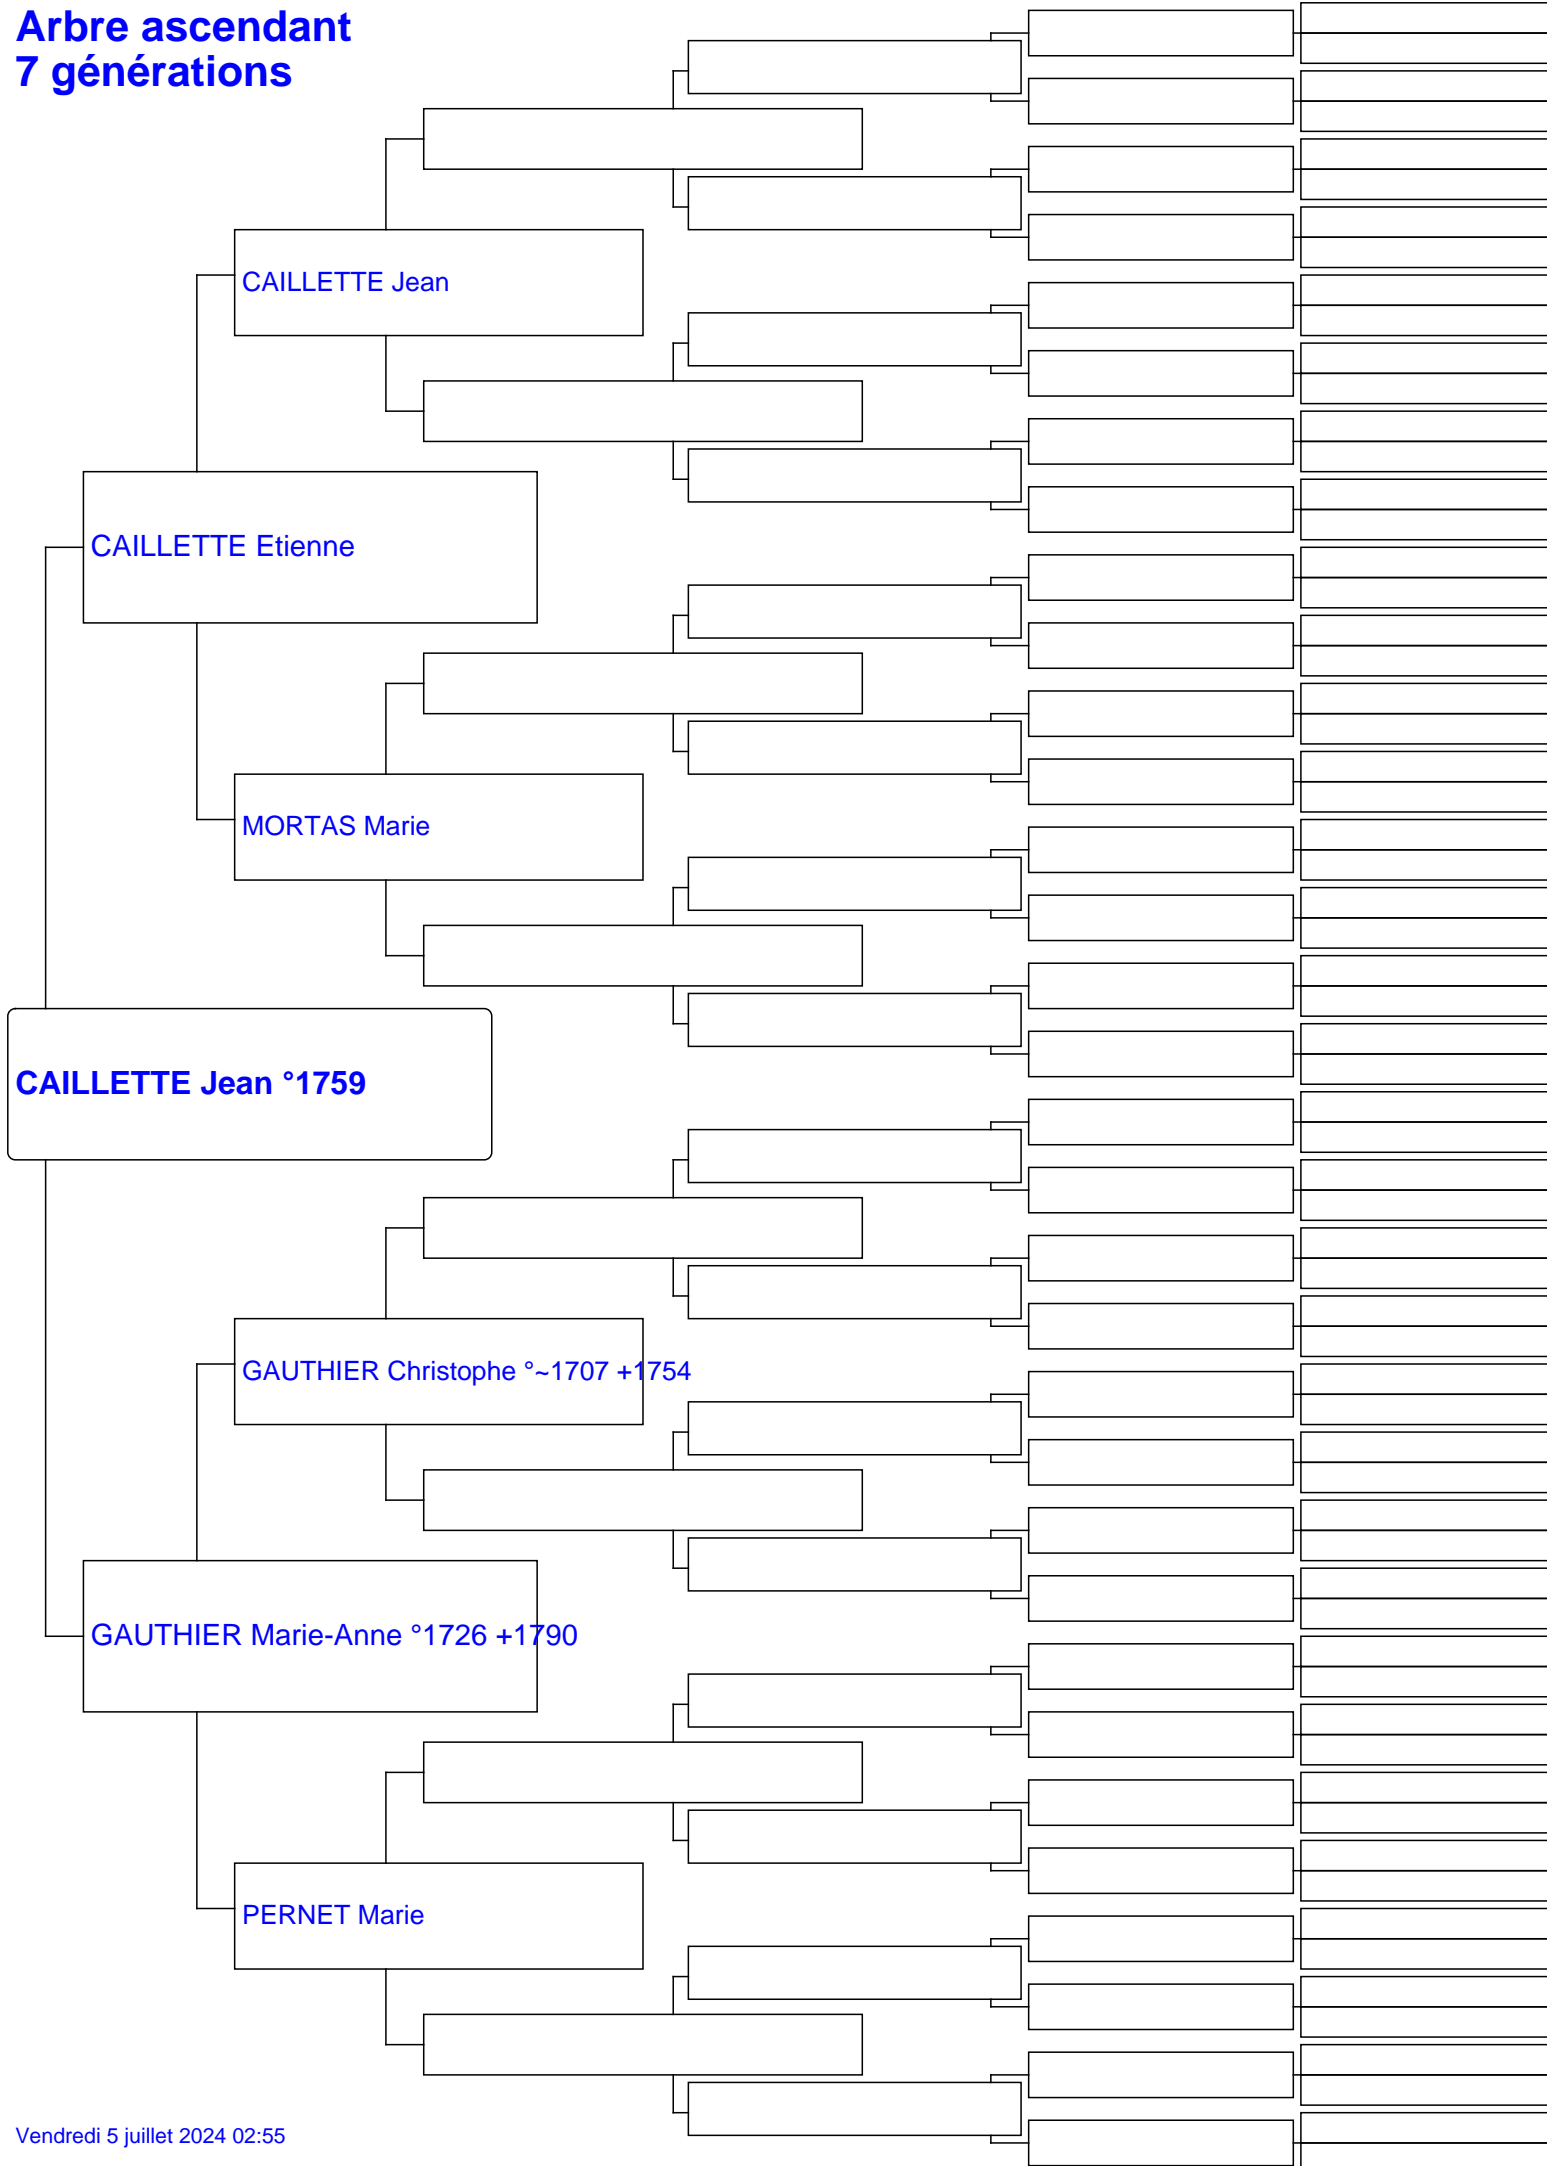 Arbre ascendant
7 générations
CAILLETTE Jean
CAILLETTE Etienne
MORTAS Marie
CAILLETTE Jean °1759
GAUTHIER Christophe °~1707 +1754
GAUTHIER Marie-Anne °1726 +1790
PERNET Marie
Vendredi 5 juillet 2024 02:55